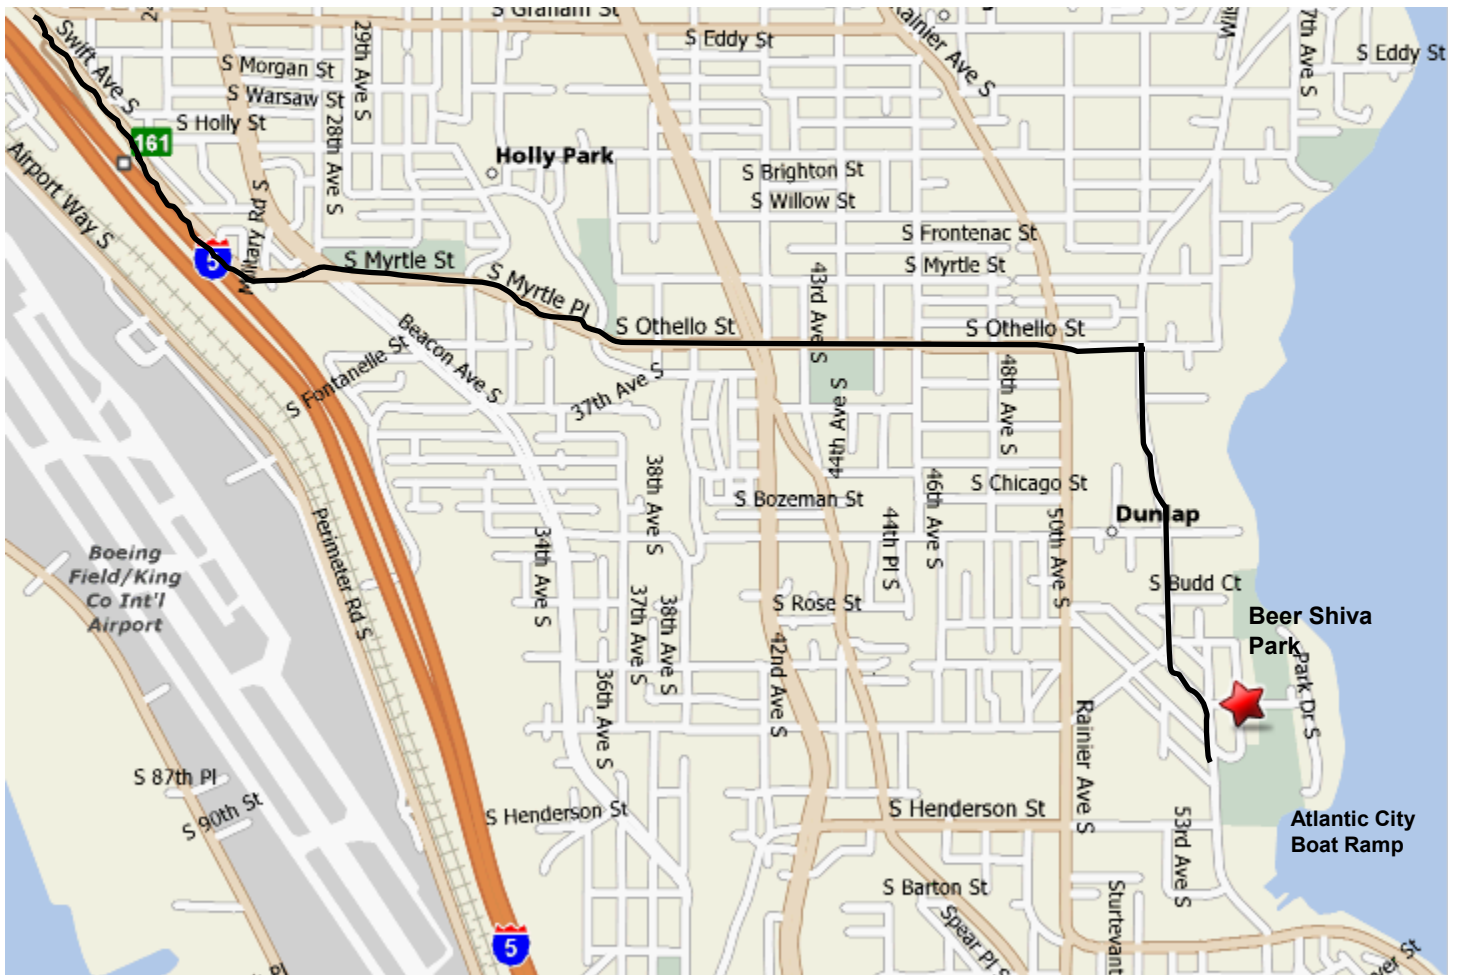 S Graham St
29th Ave S
S Eddy St
Rainier Ave S
7th Ave S
S Eddy St
Swift Ave S
S Morgan St
S Warsaw St
S Holly St
28th Ave S
161
Airport Way S
Holly Park
S Brighton St
S Willow St
Military Rd S
5
S Frontenac St
S Myrtle St
S Myrtle St
S Myrtle Pl
43rd Ave S
S Othello St
S Othello St
Beacon Ave S
S Fontanelle St
37th Ave S
48th Ave S
44th Ave S
38th Ave S
S Bozeman St
46th Ave S
S Chicago St
Dunlap
Perimeter Rd S
34th Ave S
44th Pl S
50th Ave S
Boeing
Field/King
Co Int'l
Airport
S Budd Ct
37th Ave S
38th Ave S
S Rose St
42nd Ave S
Beer Shiva
Park
Park Dr S
36th Ave S
Rainier Ave S
S 87th Pl
S 90th St
S Henderson St
S Henderson St
53rd Ave S
Atlantic City
Boat Ramp
S Barton St
Sturtevant
Spear Pl S
5